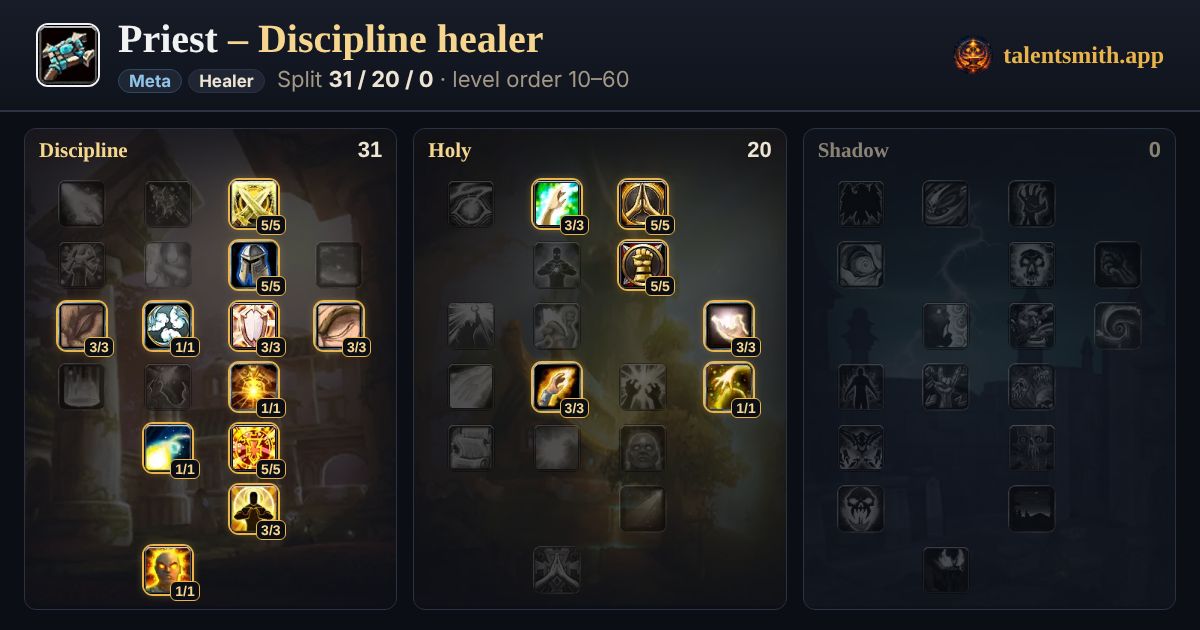 Priest – Discipline healer
Meta Healer Split 31 / 20 / 0 · level order 10–60
talentsmith.app
Discipline 31
5/5
5/5
3/3 1/1 3/3 3/3
1/1
1/1 5/5
3/3
1/1
Holy 20
3/3 5/5
5/5
3/3
3/3 1/1
Shadow 0